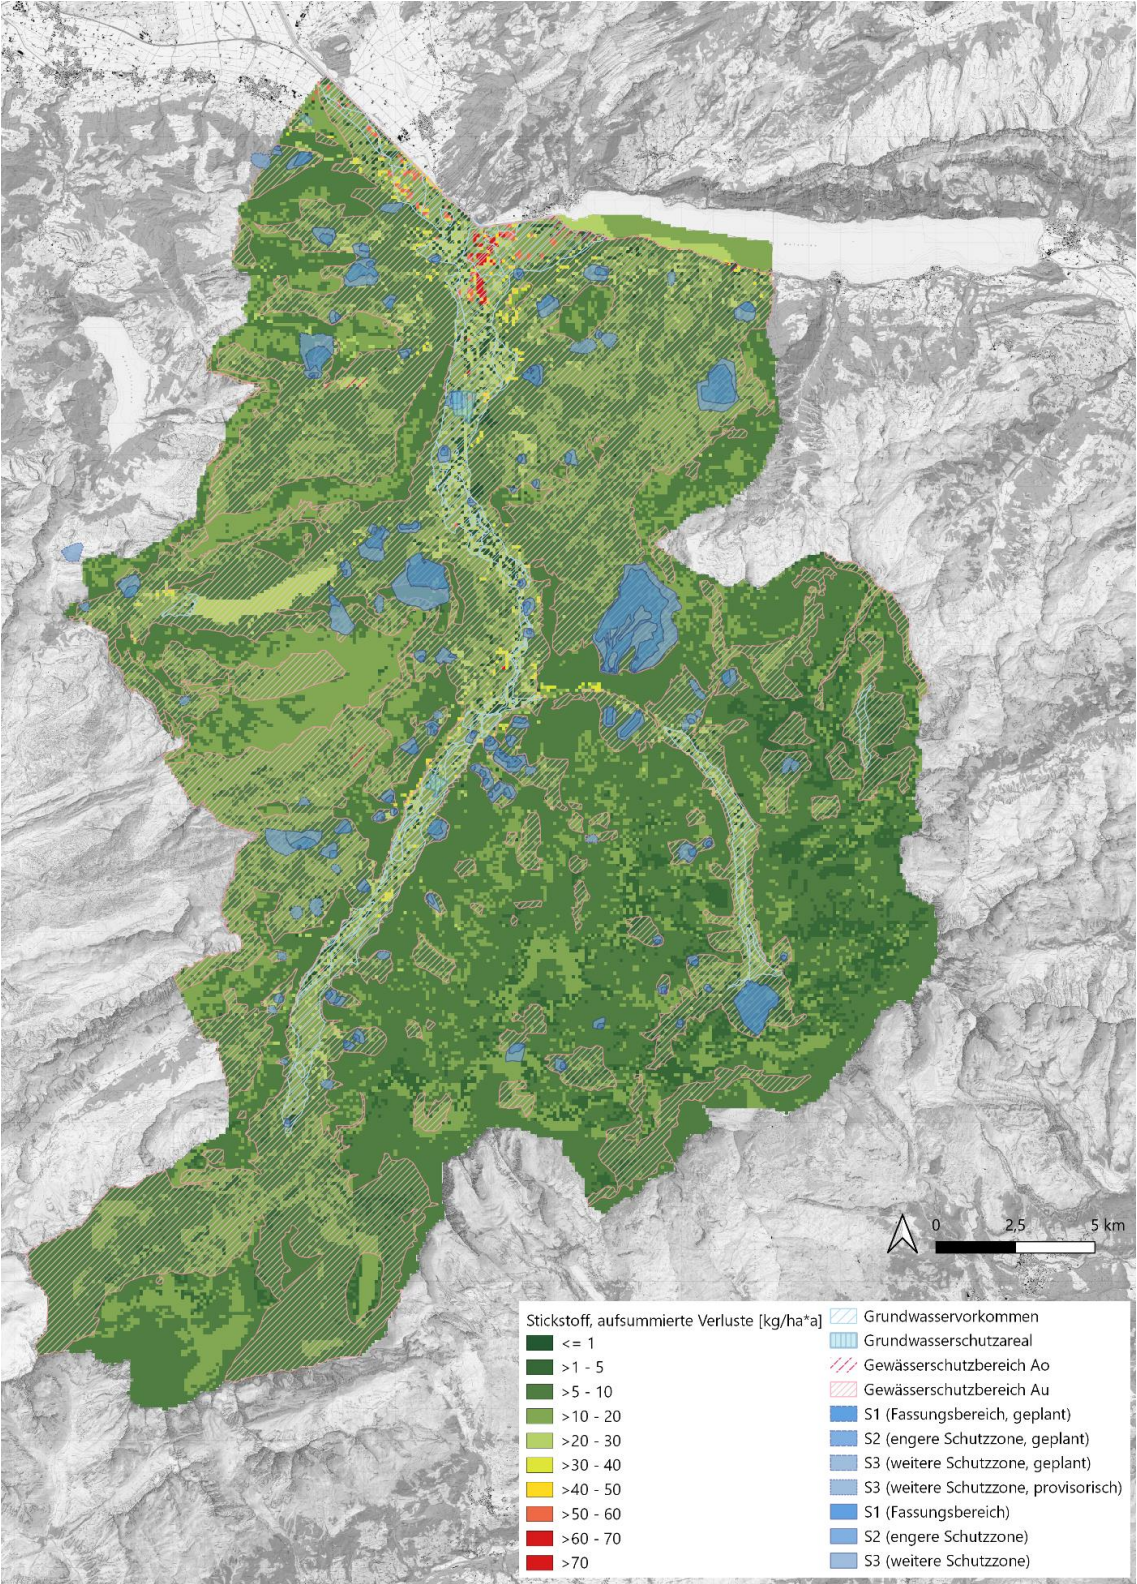 0 2,5 5 km
Stickstoff, aufsummierte Verluste [kg/ha*a]
<= 1
>1 - 5
>5 - 10
>10 - 20
>20 - 30
>30 - 40
>40 - 50
>50 - 60
>60 - 70
>70
Grundwasservorkommen
Grundwasserschutzareal
Gewässerschutzbereich Ao
Gewässerschutzbereich Au
S1 (Fassungsbereich, geplant)
S2 (engere Schutzzone, geplant)
S3 (weitere Schutzzone, geplant)
S3 (weitere Schutzzone, provisorisch)
S1 (Fassungsbereich)
S2 (engere Schutzzone)
S3 (weitere Schutzzone)